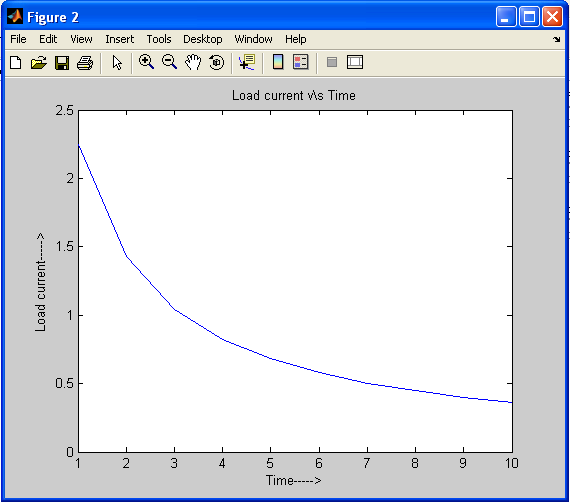 Figure 2
File Edit View Insert Tools Desktop Window Help
Load current v\s Time
2.5
2
1.5
1
0.5
0
Load current----->
1 2 3 4 5 6 7 8 9 10
Time----->